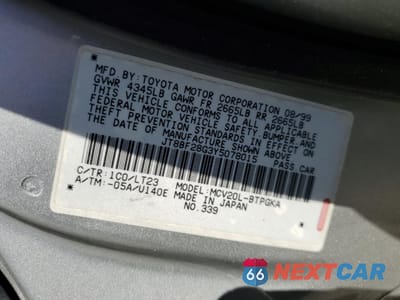 MFD. BY: TOYOTA MOTOR CORPORATION 08/99
GVWR 4345LB GAWR FR 2665LB RR 2665LB
THIS VEHICLE CONFORMS TO ALL APPLICABLE
FEDERAL MOTOR VEHICLE SAFETY, BUMPER, AND
THEFT PREVENTION STANDARDS IN EFFECT ON
THE DATE OF MANUFACTURE SHOWN ABOVE.
JT8BF28G3Y5078015 PASS. CAR
C/TR: 1C0/LT23 MODEL: MCV20L-BTPGKA
A/TM: -05A/U140E MADE IN JAPAN
NO. 339
66 NEXTCAR